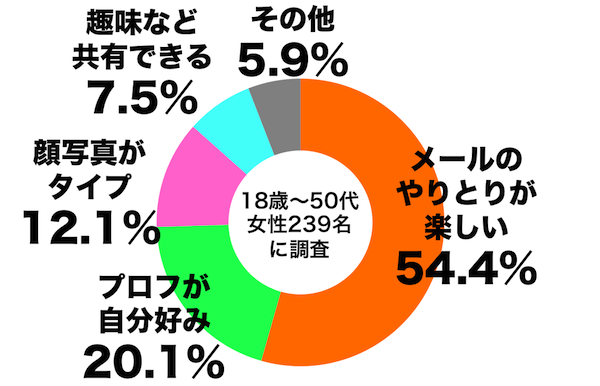 趣味など
共有できる
7.5%
その他
5.9%
顔写真が
タイプ
12.1%
18歳〜50代
女性239名
に調査
メールの
やりとりが
楽しい
54.4%
プロフが
自分好み
20.1%